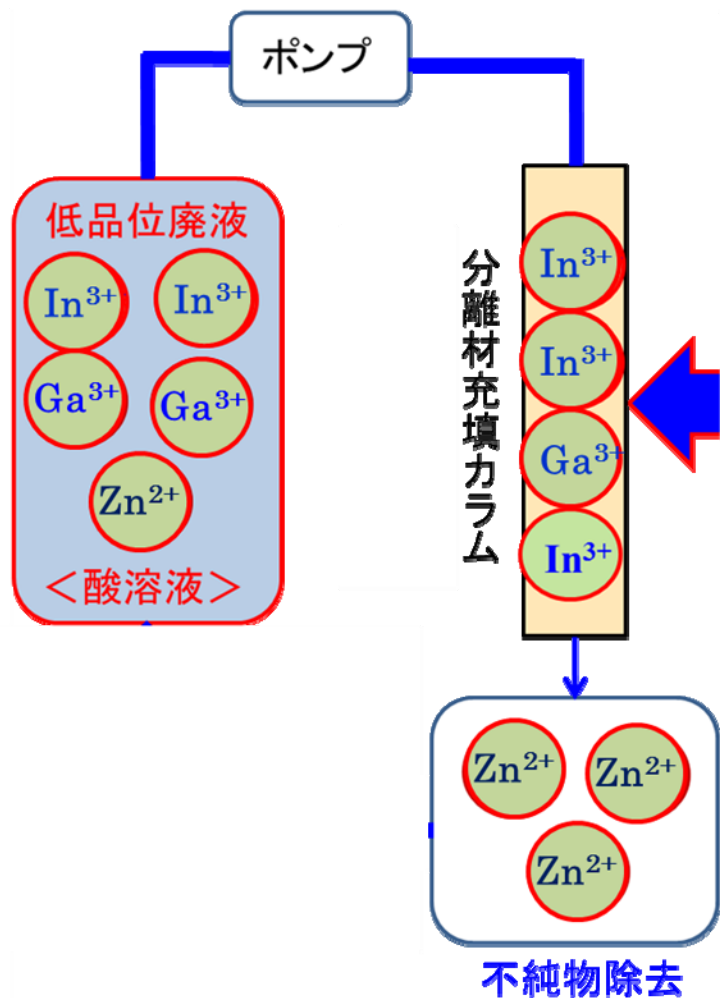 ポンプ
低品位廃液
In³⁺
In³⁺
Ga³⁺
Ga³⁺
Zn²⁺
＜酸溶液＞
分離材充填カラム
In³⁺
In³⁺
Ga³⁺
In³⁺
Zn²⁺
Zn²⁺
Zn²⁺
不純物除去